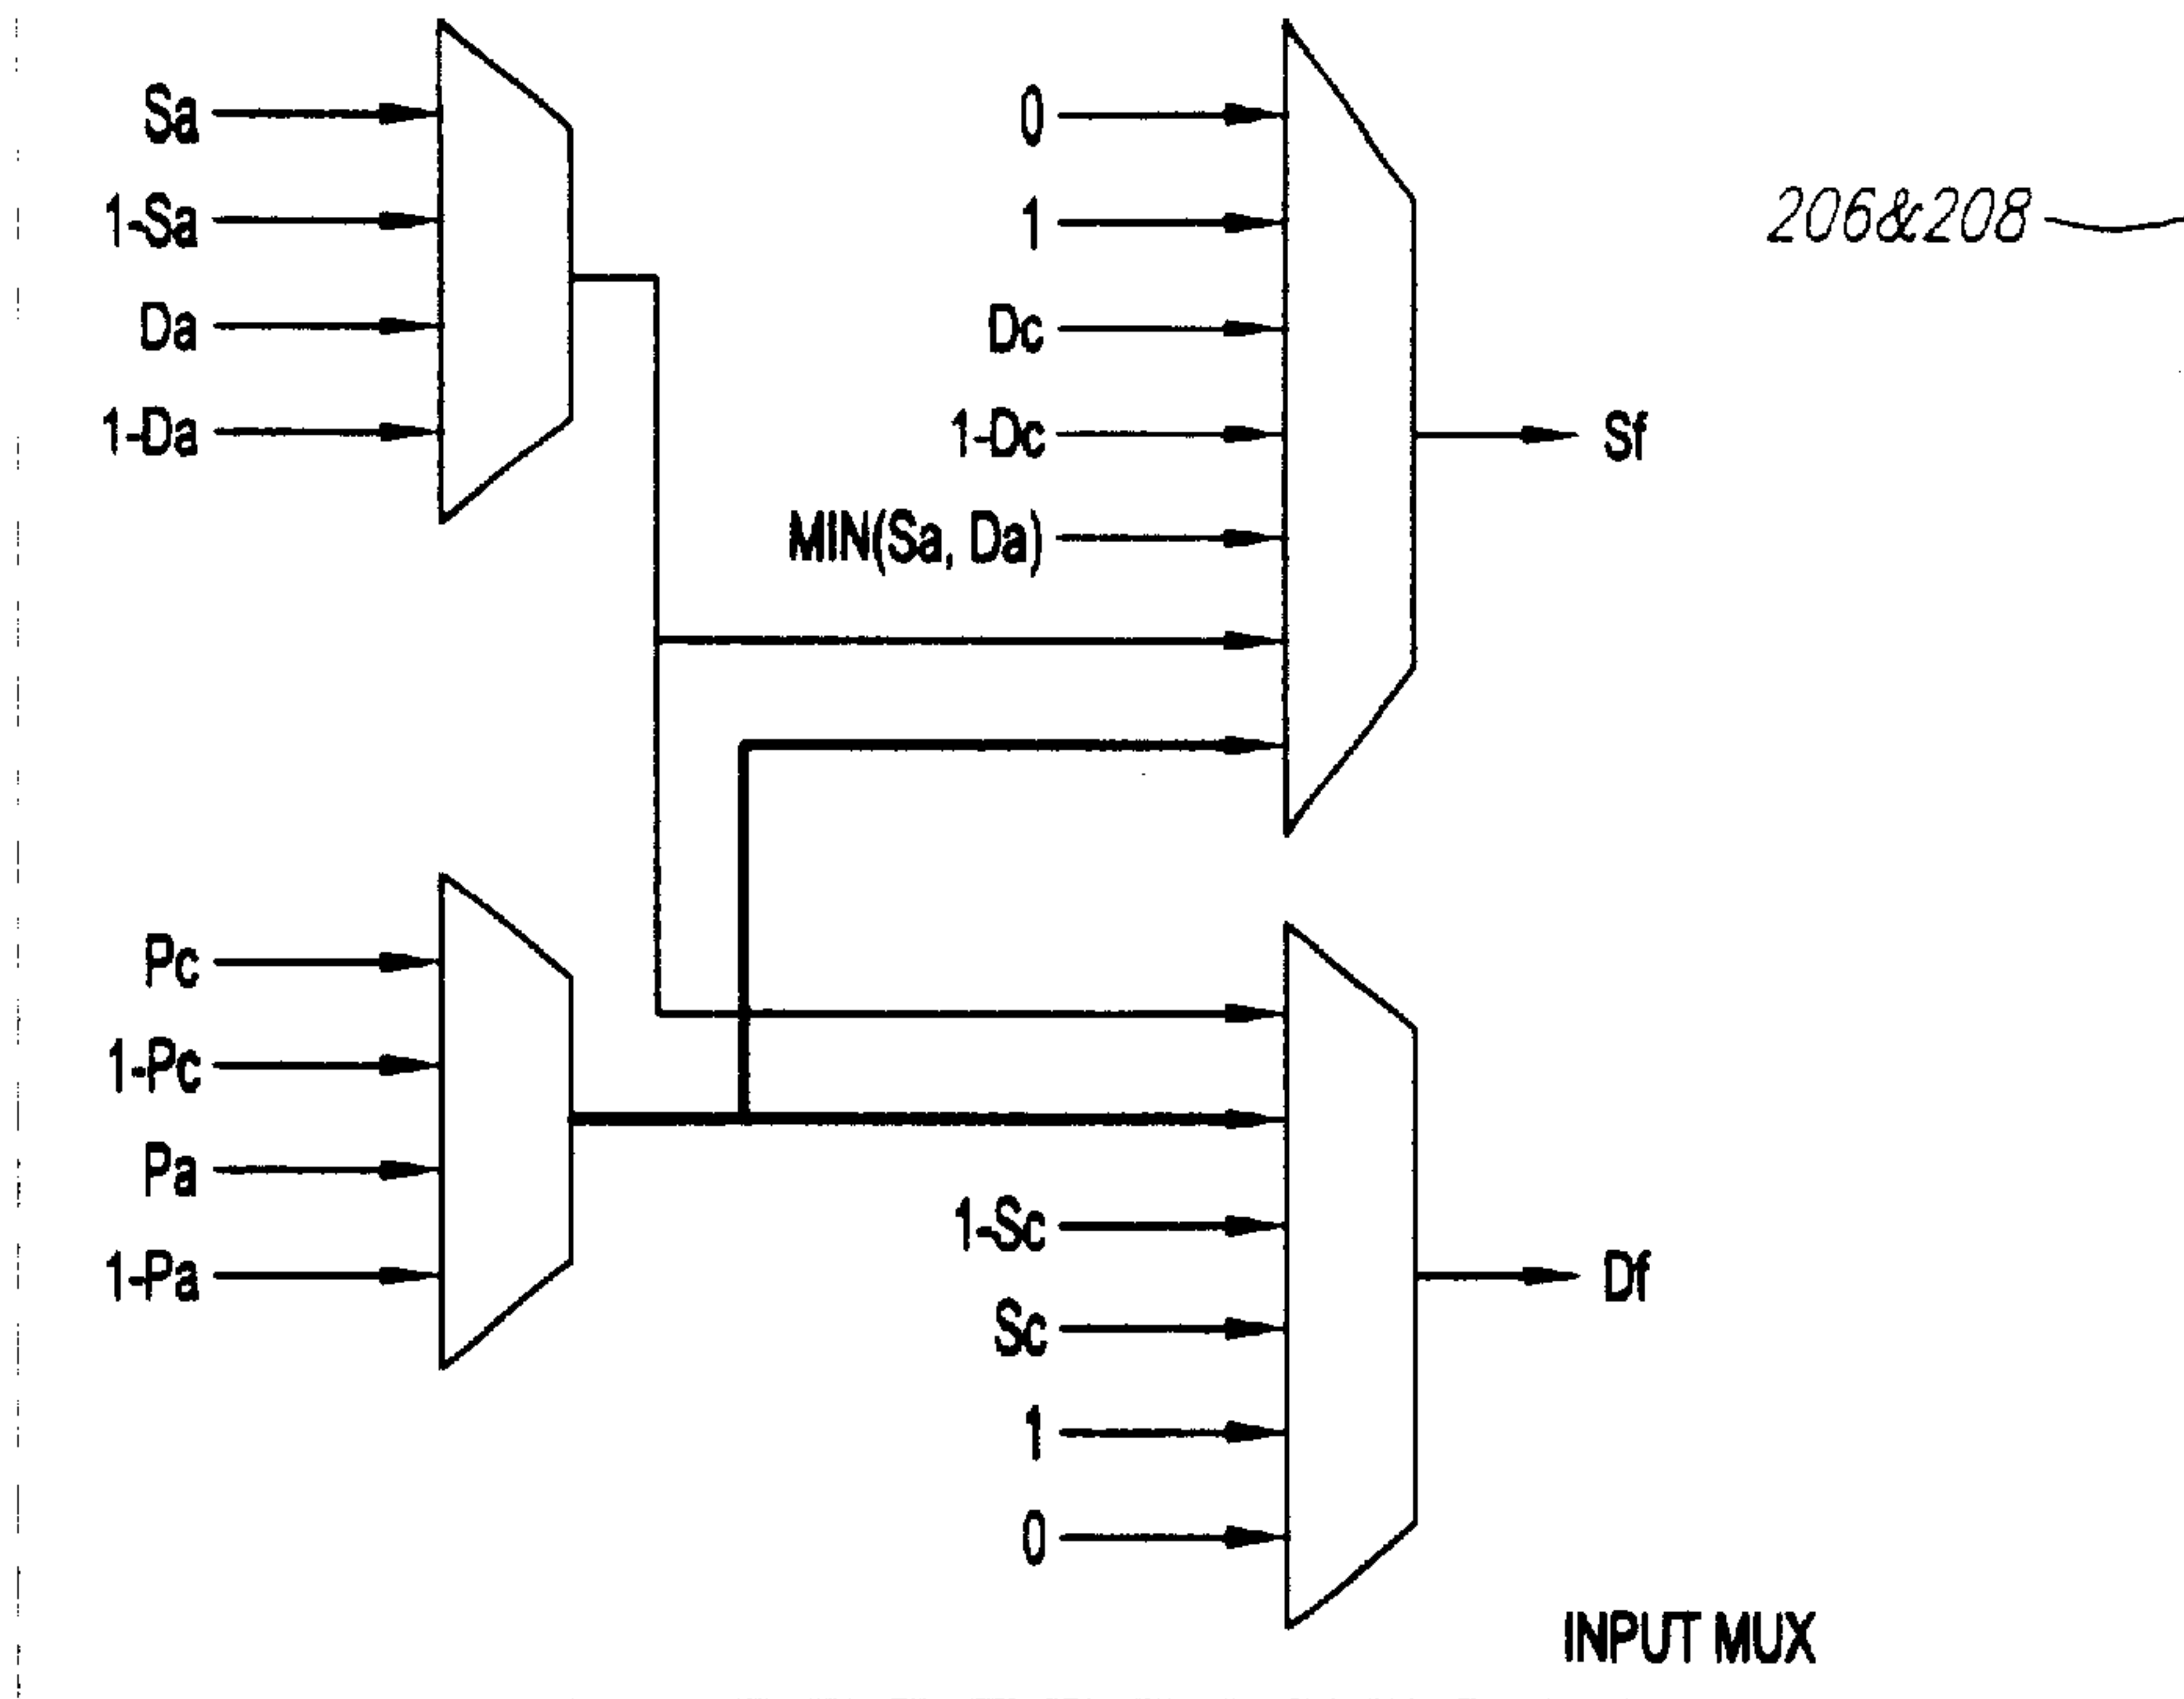 Sa
1-Sa
Da
1-Da
0
1
Dc
1-Dc
MIN(Sa, Da)
Sf
206&208
Pc
1-Pc
Pa
1-Pa
1-Sc
Sc
1
0
Df
INPUT MUX